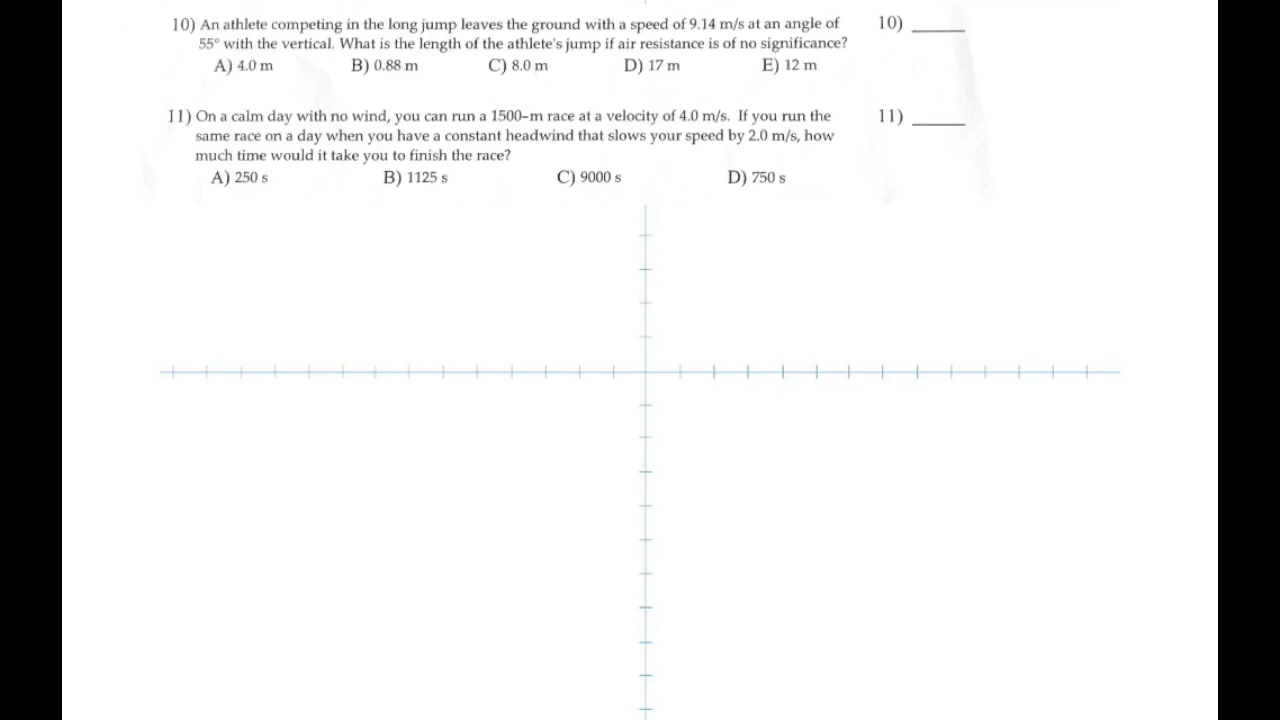 10) An athlete competing in the long jump leaves the ground with a speed of 9.14 m/s at an angle of 10) ______
55° with the vertical. What is the length of the athlete's jump if air resistance is of no significance?
A) 4.0 m B) 0.88 m C) 8.0 m D) 17 m E) 12 m
11) On a calm day with no wind, you can run a 1500-m race at a velocity of 4.0 m/s. If you run the 11) ______
same race on a day when you have a constant headwind that slows your speed by 2.0 m/s, how
much time would it take you to finish the race?
A) 250 s B) 1125 s C) 9000 s D) 750 s